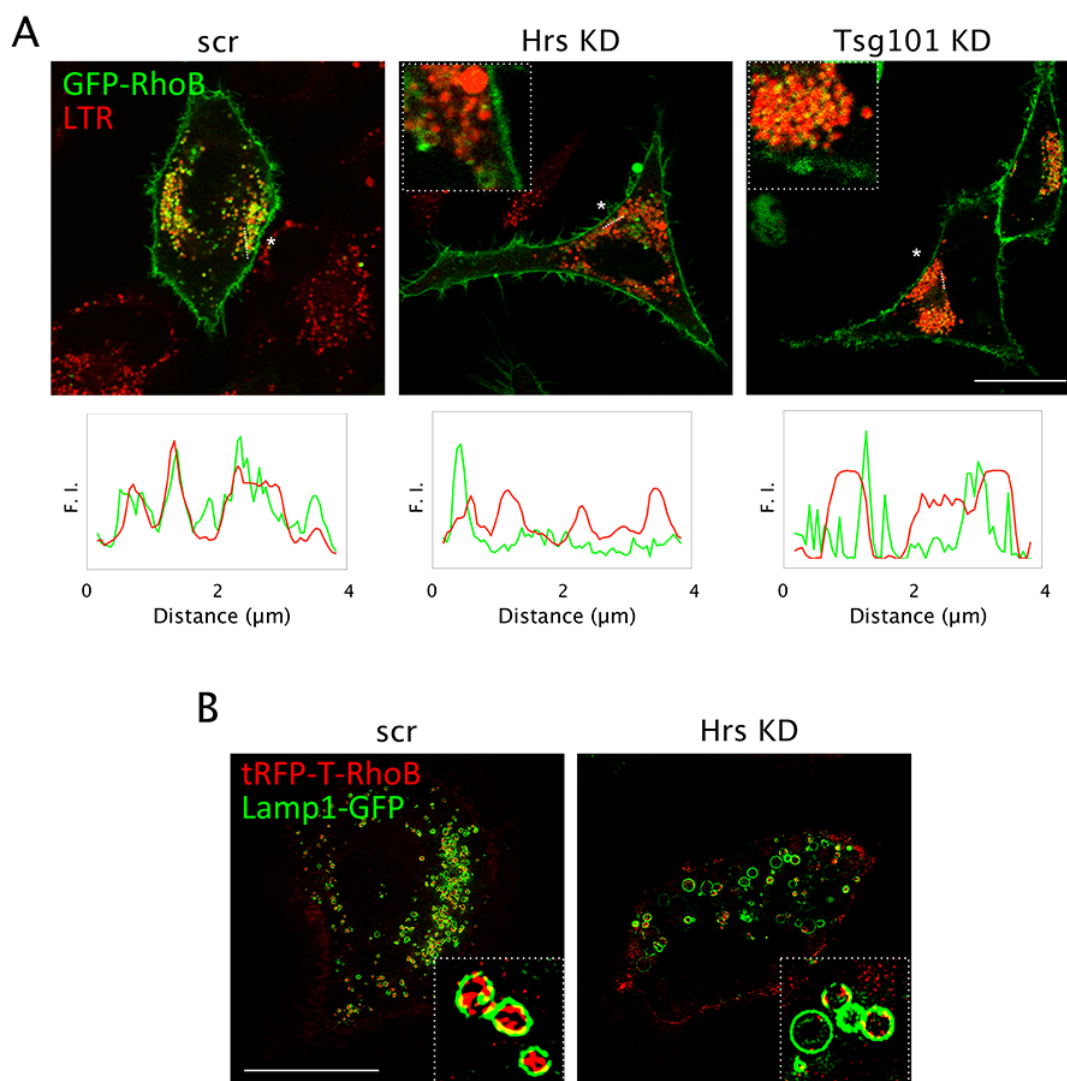 A
scr
Hrs KD
Tsg101 KD
GFP-RhoB
LTR
*
*
*
F. I.
F. I.
F. I.
0 2 4
0 2 4
0 2 4
Distance (µm)
Distance (µm)
Distance (µm)
B
scr
Hrs KD
tRFP-T-RhoB
Lamp1-GFP